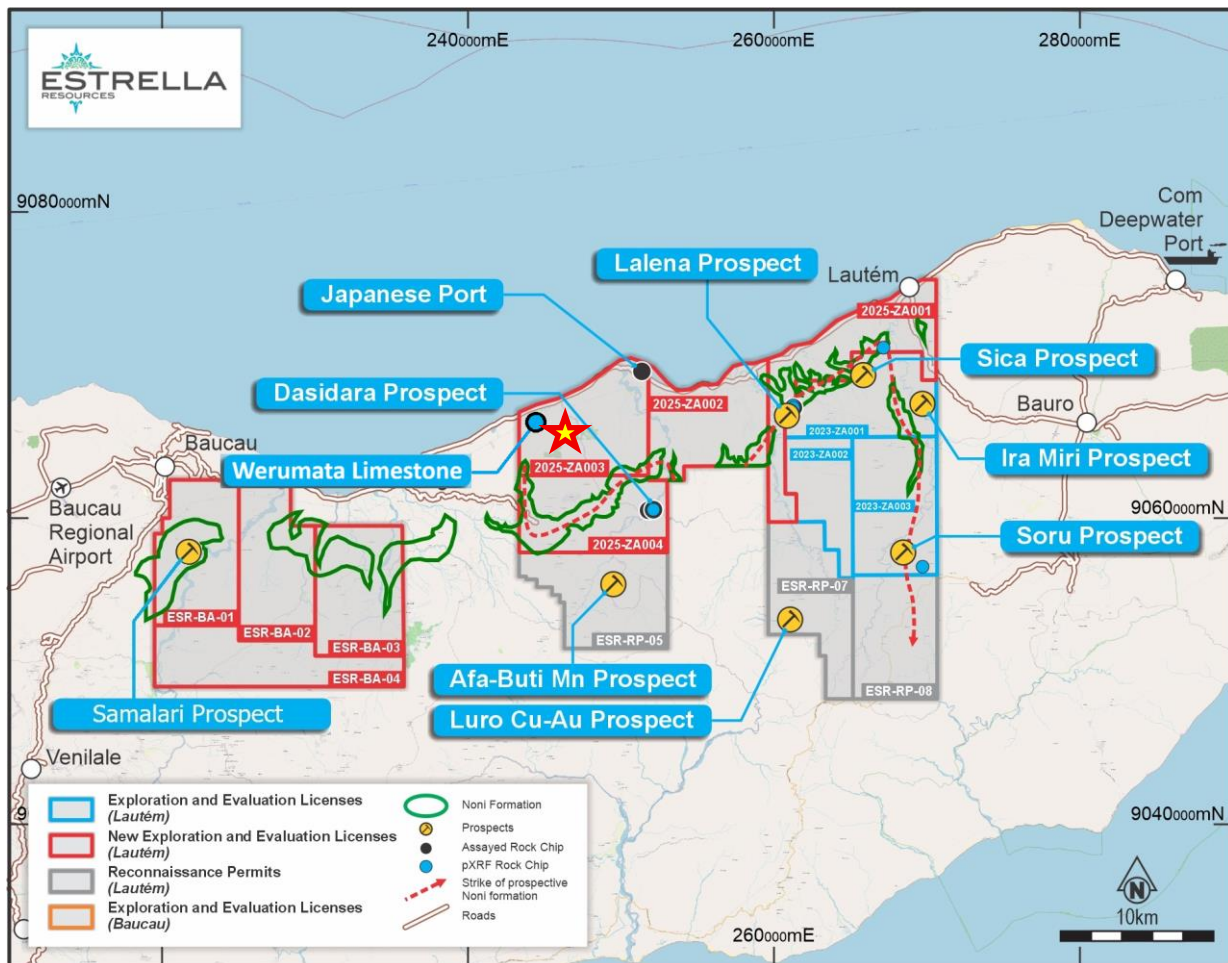 ESTRELLA
RESOURCES
240000mE
260000mE
280000mE
9080000mN
Com
Deepwater
Port
Lalena Prospect
Lautém
Japanese Port
2025-ZA001
Sica Prospect
Dasidara Prospect
2025-ZA002
Bauro
Baucau
2023-ZA001
Werumata Limestone
2025-ZA003
2023-ZA002
Ira Miri Prospect
Baucau
Regional
Airport
2023-ZA003
9060000mN
2025-ZA004
Soru Prospect
ESR-RP-07
ESR-BA-01
ESR-BA-02
ESR-BA-03
ESR-RP-05
ESR-BA-04
Afa-Buti Mn Prospect
ESR-RP-08
Samalari Prospect
Luro Cu-Au Prospect
Venilale
Exploration and Evaluation Licenses
(Lautém)
New Exploration and Evaluation Licenses
(Lautém)
Reconnaissance Permits
(Lautém)
Exploration and Evaluation Licenses
(Baucau)
Noni Formation
Prospects
Assayed Rock Chip
pXRF Rock Chip
Strike of prospective
Noni formation
Roads
9040000mN
N
10km
260000mE